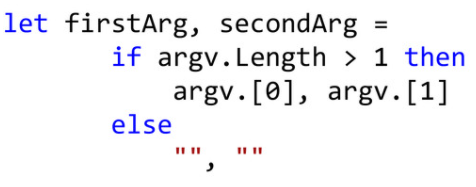 let firstArg, secondArg =
        if argv.Length > 1 then
            argv.[0], argv.[1]
        else
            "", ""